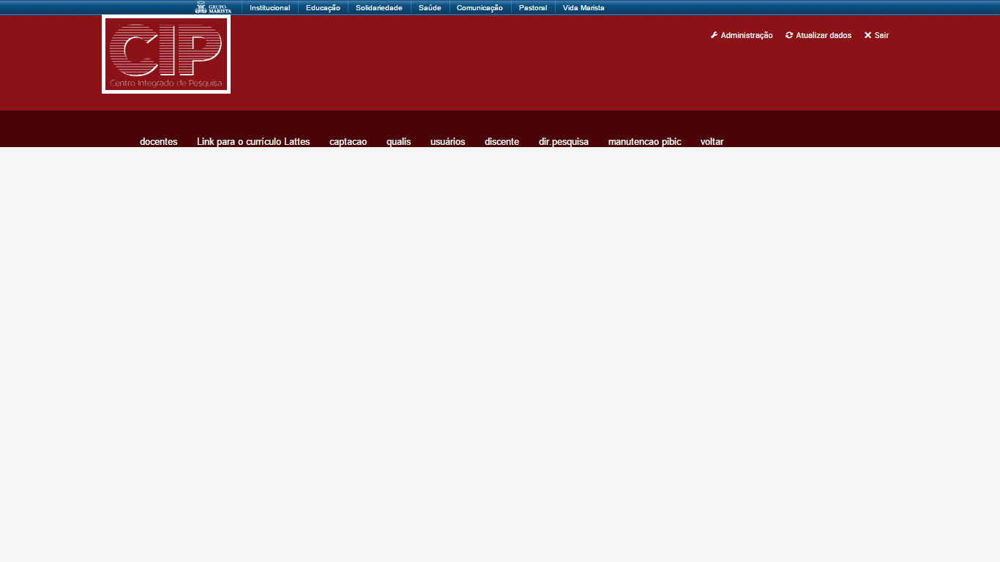 GRUPO MARISTA Institucional Educação Solidariedade Saúde Comunicação Pastoral Vida Marista
CIP
Centro Integrado de Pesquisa
Administração Atualizar dados Sair
docentes Link para o currículo Lattes captacao qualis usuários discente dir.pesquisa manutencao pibic voltar